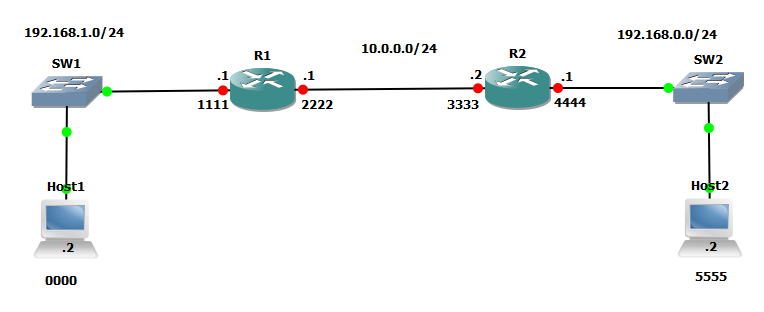 192.168.1.0/24
10.0.0.0/24
192.168.0.0/24
SW1
R1
R2
SW2
.1
.1
.2
.1
1111
2222
3333
4444
Host1
Host2
.2
.2
0000
5555